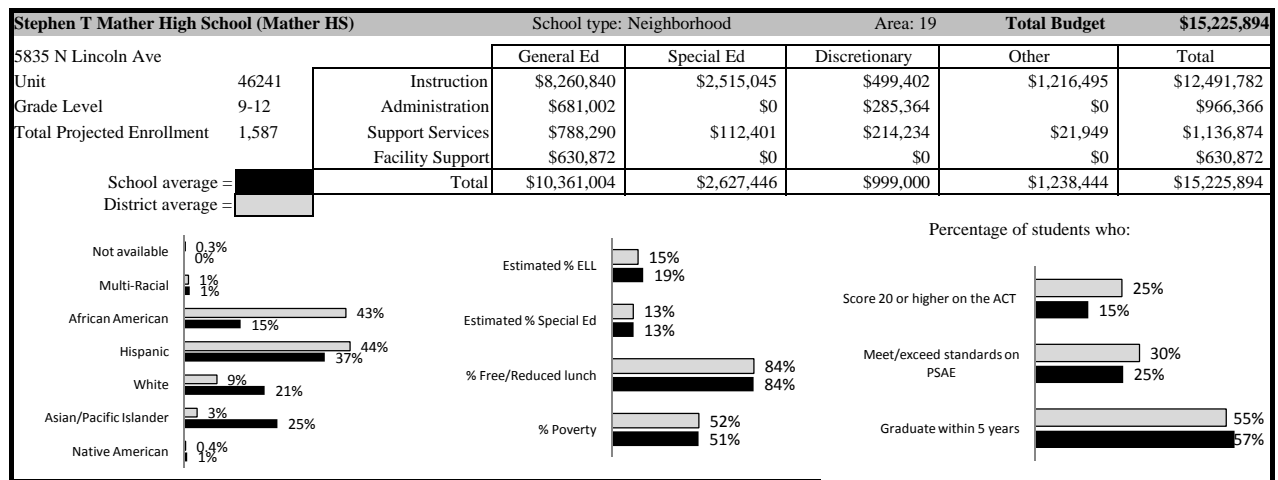 Stephen T Mather High School (Mather HS) School type: Neighborhood Area: 19 Total Budget $15,225,894
5835 N Lincoln Ave General Ed Special Ed Discretionary Other Total
Unit 46241 Instruction $8,260,840 $2,515,045 $499,402 $1,216,495 $12,491,782
Grade Level 9-12 Administration $681,002 $0 $285,364 $0 $966,366
Total Projected Enrollment 1,587 Support Services $788,290 $112,401 $214,234 $21,949 $1,136,874
Facility Support $630,872 $0 $0 $0 $630,872
School average = Total $10,361,004 $2,627,446 $999,000 $1,238,444 $15,225,894
District average =
Not available 0.3%
0%
Multi-Racial 1%
1%
African American 43%
15%
Hispanic 44%
37%
White 9%
21%
Asian/Pacific Islander 3%
25%
Native American 0.4%
1%
Estimated % ELL 15%
19%
Estimated % Special Ed 13%
13%
% Free/Reduced lunch 84%
84%
% Poverty 52%
51%
Percentage of students who:
Score 20 or higher on the ACT 25%
15%
Meet/exceed standards on
PSAE
30%
25%
Graduate within 5 years 55%
57%